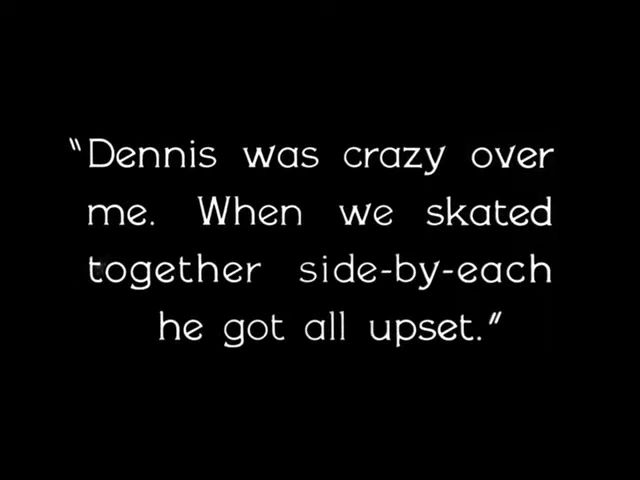 "Dennis was crazy over
me. When we skated
together side-by-each
he got all upset."